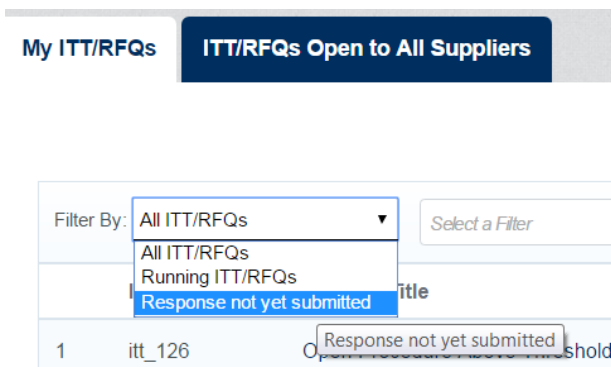 My ITT/RFQs
ITT/RFQs Open to All Suppliers
Filter By: All ITT/RFQs ▼ Select a Filter
All ITT/RFQs
Running ITT/RFQs
Response not yet submitted
Response not yet submitted
1 itt_126